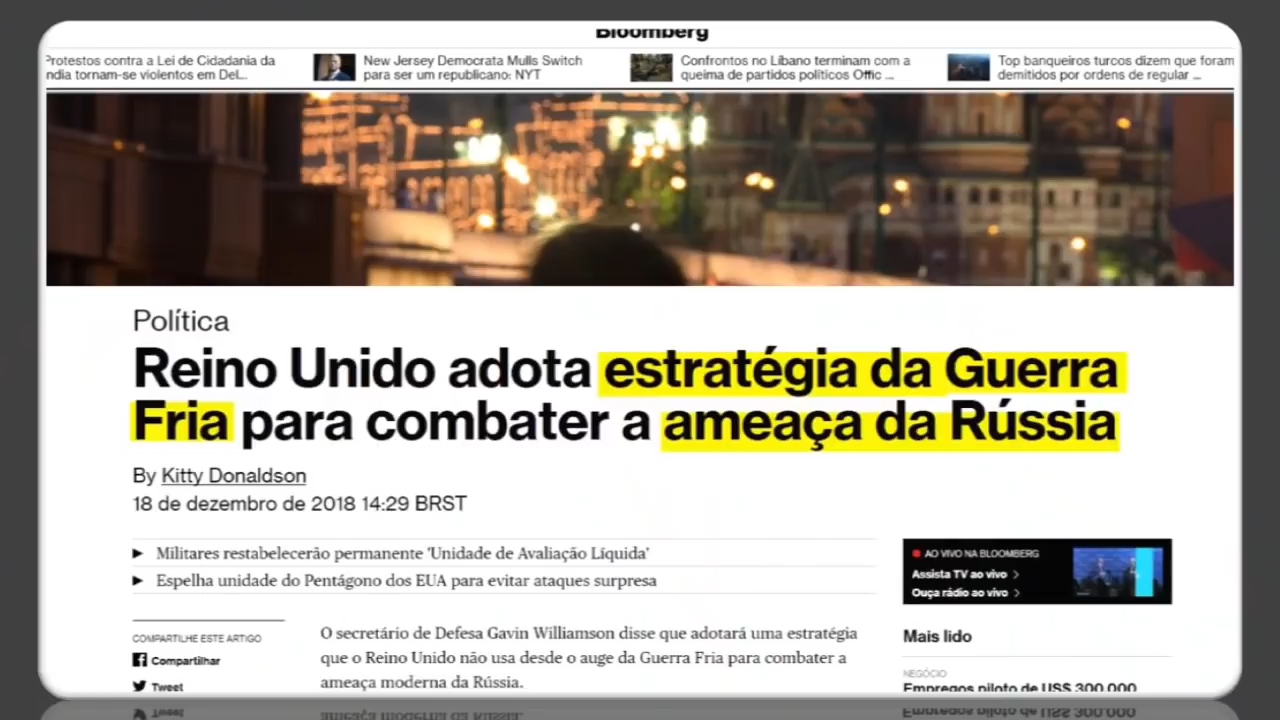 Bloomberg
Protestos contra a Lei de Cidadania da
New Jersey Democrata Mulls Switch
Confrontos no Líbano terminam com a
Top banqueiros turcos dizem que foram
ndia tornam-se violentos em Del...
para ser um republicano: NYT
queima de partidos políticos Offic ...
demitidos por ordens de regular ...
Política
Reino Unido adota estratégia da Guerra
Fria para combater a ameaça da Rússia
By Kitty Donaldson
18 de dezembro de 2018 14:29 BRST
▶ Militares restabelecerão permanente 'Unidade de Avaliação Líquida'
▶ Espelha unidade do Pentágono dos EUA para evitar ataques surpresa
AO VIVO NA BLOOMBERG
Assista TV ao vivo >
Ouça rádio ao vivo >
COMPARTILHE ESTE ARTIGO
Compartilhar
Tweet
O secretário de Defesa Gavin Williamson disse que adotará uma estratégia
que o Reino Unido não usa desde o auge da Guerra Fria para combater a
ameaça moderna da Rússia.
Mais lido
NEGÓCIO
Empregos piloto de US$ 300.000